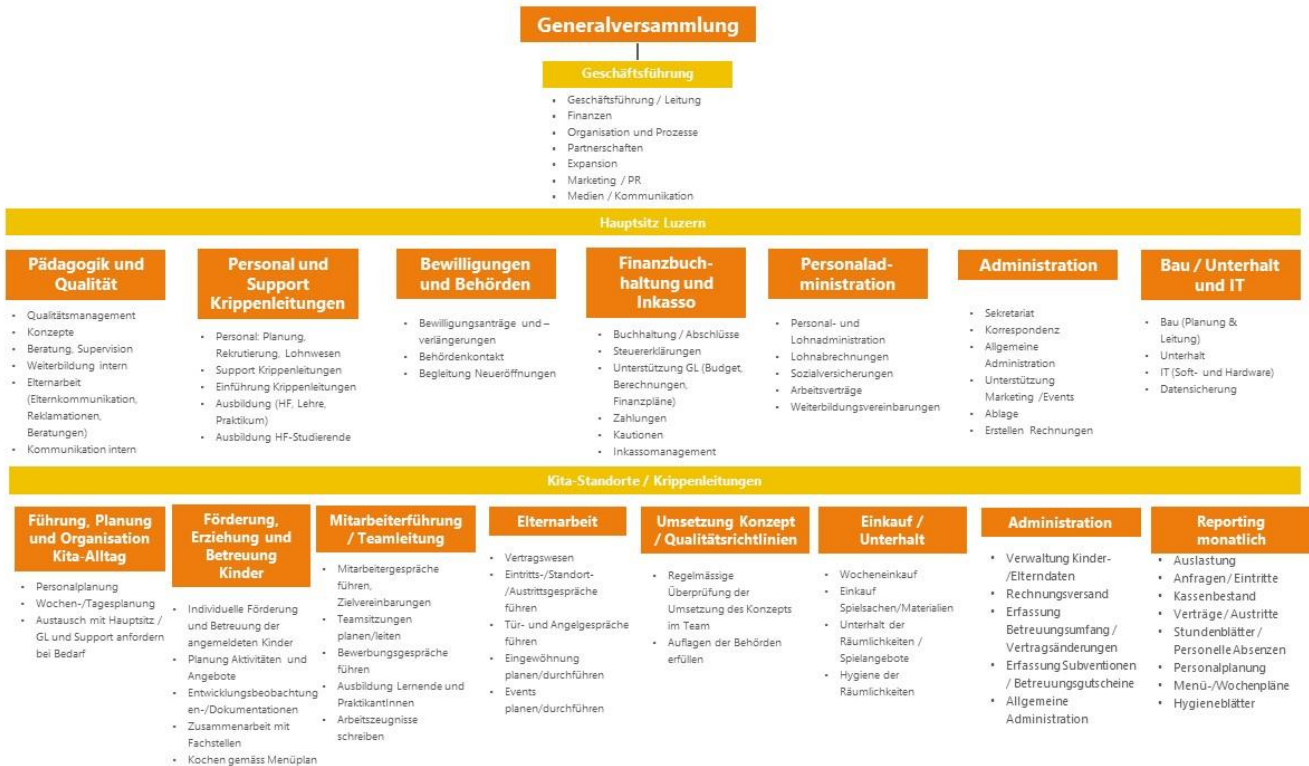 Generalversammlung
Geschäftsführung
• Geschäftsführung / Leitung
• Finanzen
• Organisation und Prozesse
• Partnerschaften
• Expansion
• Marketing / PR
• Medien / Kommunikation
Hauptsitz Luzern
Pädagogik und
Qualität
• Qualitätsmanagement
• Konzepte
• Beratung, Supervision
• Weiterbildung intern
• Elternarbeit
(Elternkommunikation,
Reklamationen,
Beratungen)
• Kommunikation intern
Personal und
Support
Krippenleitungen
• Personal: Planung,
Rekrutierung, Lohnwesen
• Support Krippenleitungen
• Einführung Krippenleitungen
• Ausbildung (HF, Lehre,
Praktikum)
• Ausbildung HF-Studierende
Bewilligungen
und Behörden
• Bewilligungsanträge und –
verlängerungen
• Behördenkontakt
• Begleitung Neueröffnungen
Finanzbuch-
haltung und
Inkasso
• Buchhaltung / Abschlüsse
• Steuererklärungen
• Unterstützung GL (Budget,
Berechnungen,
Finanzpläne)
• Zahlungen
• Kautionen
• Inkassomanagement
Personalad-
ministration
• Personal- und
Lohnadministration
• Lohnabrechnungen
• Sozialversicherungen
• Arbeitsverträge
• Weiterbildungsvereinbarungen
Administration
• Sekretariat
• Korrespondenz
• Allgemeine
Administration
• Unterstützung
Marketing /Events
• Ablage
• Erstellen Rechnungen
Bau / Unterhalt
und IT
• Bau (Planung &
Leitung)
• Unterhalt
• IT (Soft- und Hardware)
• Datensicherung
Kita-Standorte / Krippenleitungen
Führung, Planung
und Organisation
Kita-Alltag
• Personalplanung
• Wochen-/Tagesplanung
• Austausch mit Hauptsitz /
GL und Support anfordern
bei Bedarf
Förderung,
Erziehung und
Betreuung
Kinder
• Individuelle Förderung
und Betreuung der
angemeldeten Kinder
• Planung Aktivitäten und
Angebote
• Entwicklungsbeobachtung
en-/Dokumentationen
• Zusammenarbeit mit
Fachstellen
• Kochen gemäss Menüplan
Mitarbeiterführung
/ Teamleitung
• Mitarbeitergespräche
führen,
Zielvereinbarungen
• Teamsitzungen
planen/leiten
• Bewerbungsgespräche
führen
• Ausbildung Lernende und
PraktikantInnen
• Arbeitszeugnisse
schreiben
Elternarbeit
• Vertragswesen
• Eintritts-/Standort-
/Austrittsgespräche
führen
• Tür- und Angelgespräche
führen
• Eingewöhnung
planen/durchführen
• Events
planen/durchführen
Umsetzung Konzept
/ Qualitätsrichtlinien
• Regelmässige
Überprüfung der
Umsetzung des Konzepts
im Team
• Auflagen der Behörden
erfüllen
Einkauf /
Unterhalt
• Wocheneinkauf
• Einkauf
Spielsachen/Materialien
• Unterhalt der
Räumlichkeiten /
Spielangebote
• Hygiene der
Räumlichkeiten
Administration
• Verwaltung Kinder-
/Elterndaten
• Rechnungsversand
• Erfassung
Betreuungsumfang /
Vertragsänderungen
• Erfassung Subventionen
/ Betreuungsgutscheine
• Allgemeine
Administration
Reporting
monatlich
• Auslastung
• Anfragen / Eintritte
• Kassenbestand
• Verträge / Austritte
• Stundenblätter /
Personelle Absenzen
• Personalplanung
• Menü-/Wochenpläne
• Hygieneblätter